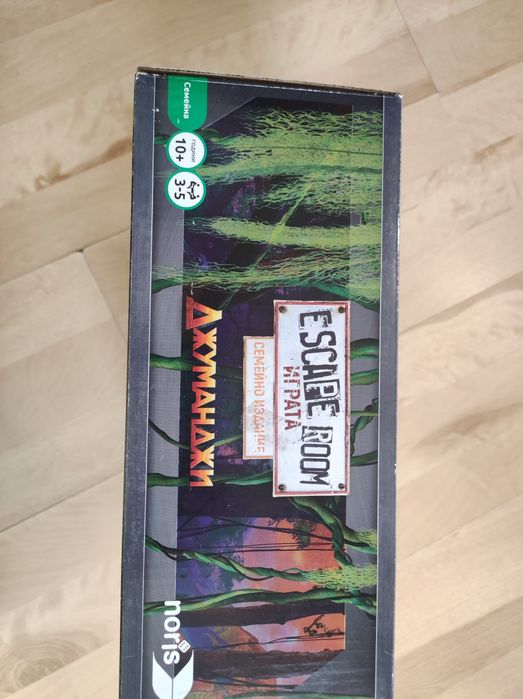 Семейна
години
10+
3-5
ESCAPE ROOM
ИГРАТА
СЕМЕЙНО ИЗДАНИЕ
ДЖУМАНДЖИ
noris